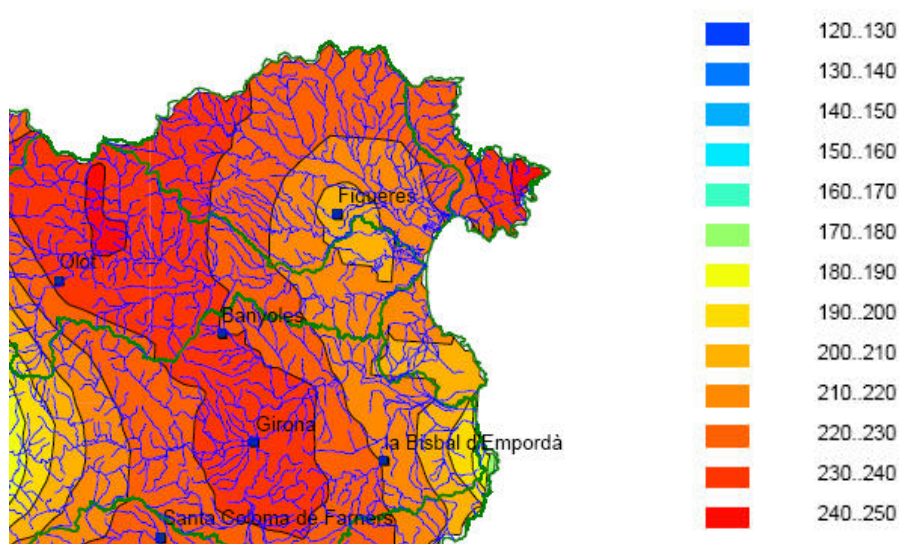 120..130
130..140
140..150
150..160
160..170
170..180
180..190
190..200
200..210
210..220
220..230
230..240
240..250
Figueres
Olot
Banyoles
Girona
la Bisbal d'Empordà
Santa Coloma de Farners